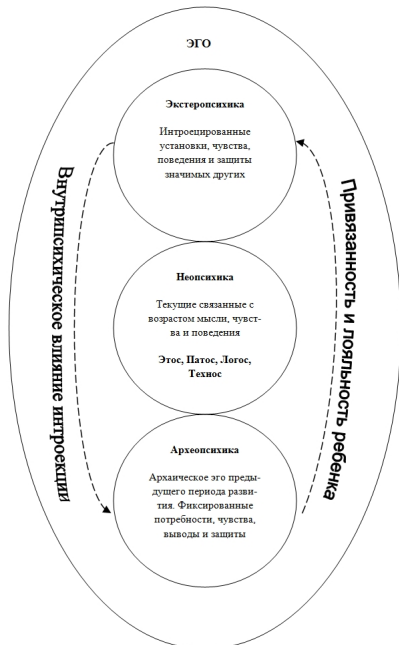 ЭГО
Экстеропсихика
Интроецированные
установки, чувства,
поведения и защиты
значимых других
Внутрипсихическое влияние интроекции
Привязанность и лояльность ребенка
Неопсихика
Текущие связанные с
возрастом мысли, чувст-
ва и поведения
Этос, Патос, Логос,
Технос
Археопсихика
Архаическое эго преды-
дущего периода разви-
тия. Фиксированные
потребности, чувства,
выводы и защиты